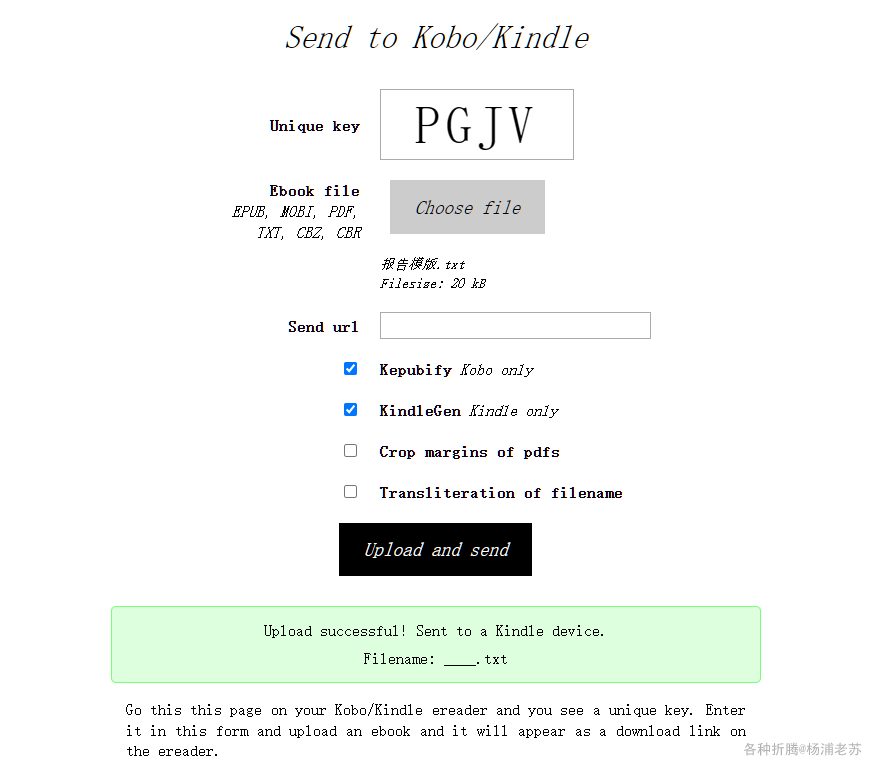 Send to Kobo/Kindle
Unique key
PGJV
Ebook file
EPUB, MOBI, PDF,
TXT, CBZ, CBR
Choose file
报告模版.txt
Filesize: 20 kB
Send url
Kepubify Kobo only
KindleGen Kindle only
Crop margins of pdfs
Transliteration of filename
Upload and send
Upload successful! Sent to a Kindle device.
Filename: ____.txt
Go this this page on your Kobo/Kindle ereader and you see a unique key. Enter
it in this form and upload an ebook and it will appear as a download link on
the ereader.
各种折腾@杨浦老苏